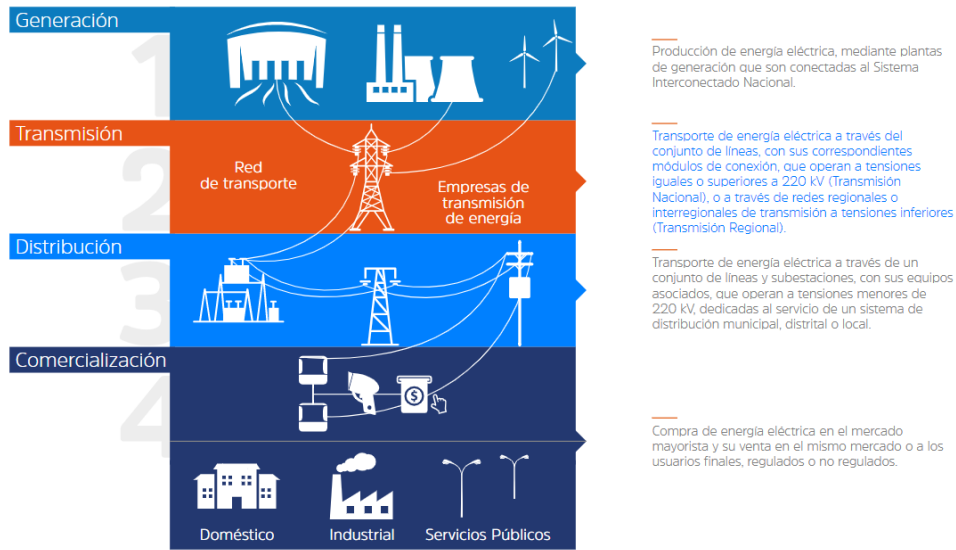 Generación
1
Producción de energía eléctrica, mediante plantas
de generación que son conectadas al Sistema
Interconectado Nacional.
Transmisión
2
Red
de transporte
Empresas de
transmisión
de energía
Transporte de energía eléctrica a través del
conjunto de líneas, con sus correspondientes
módulos de conexión, que operan a tensiones
iguales o superiores a 220 kV (Transmisión
Nacional), o a través de redes regionales o
interregionales de transmisión a tensiones inferiores
(Transmisión Regional).
Distribución
3
Transporte de energía eléctrica a través de un
conjunto de líneas y subestaciones, con sus equipos
asociados, que operan a tensiones menores de
220 kV, dedicadas al servicio de un sistema de
distribución municipal, distrital o local.
Comercialización
4
$
Compra de energía eléctrica en el mercado
mayorista y su venta en el mismo mercado o a los
usuarios finales, regulados o no regulados.
Doméstico
Industrial
Servicios Públicos